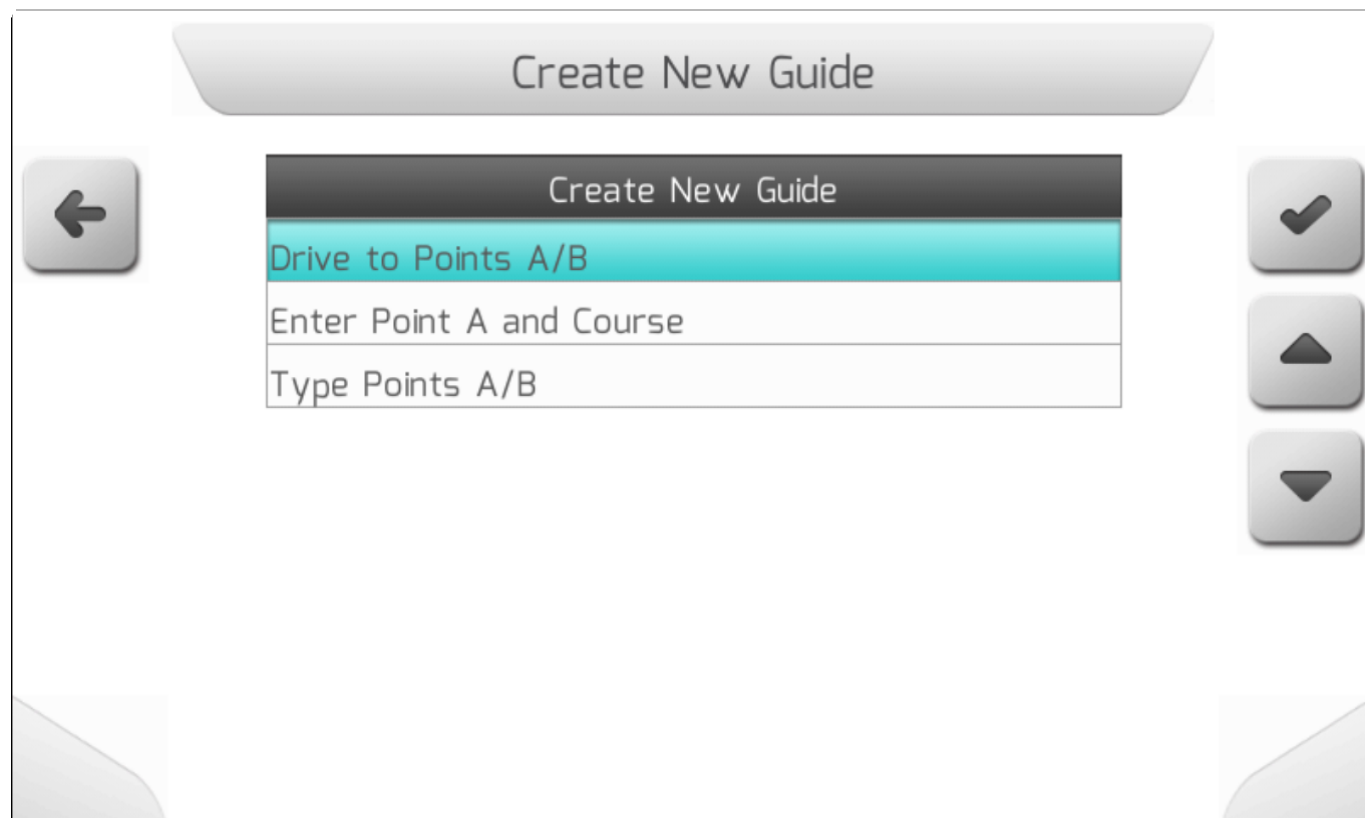 Create New Guide
Create New Guide
Drive to Points A/B
Enter Point A and Course
Type Points A/B